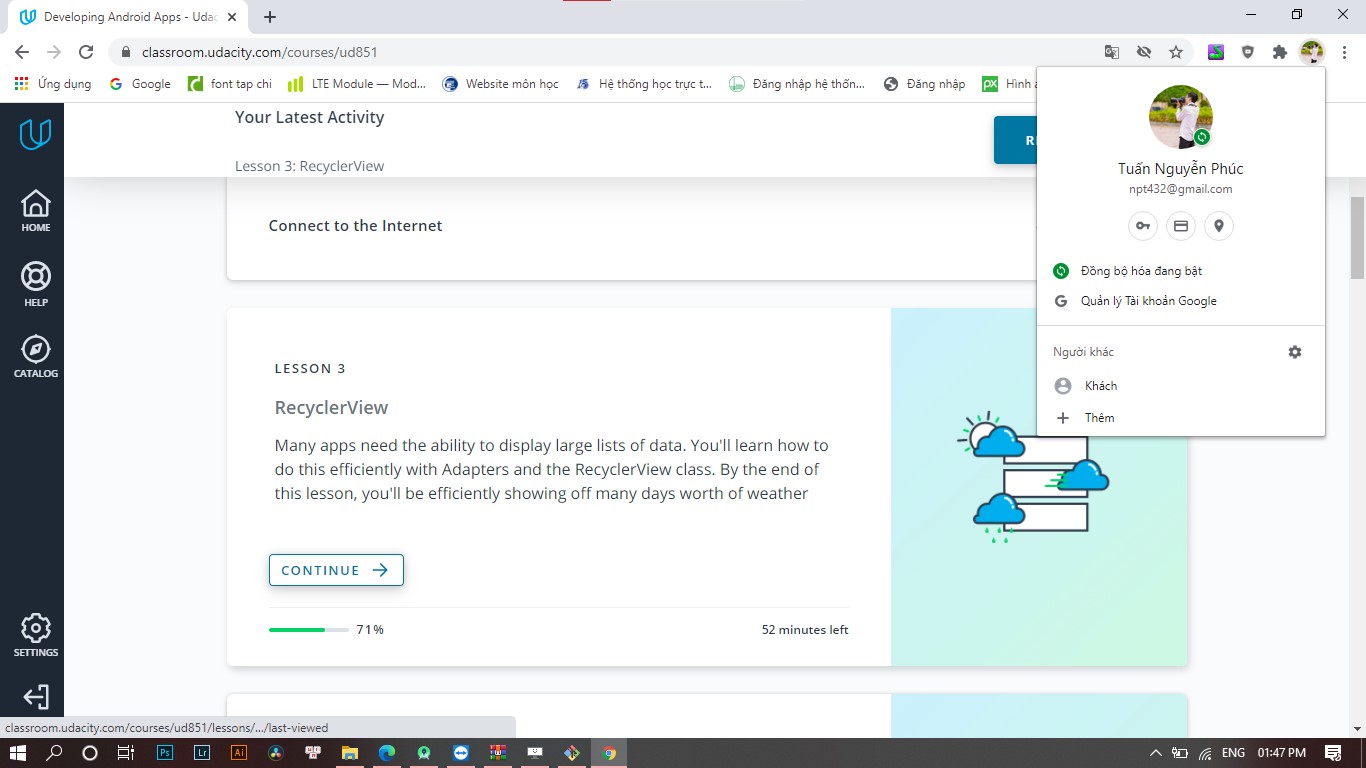 Developing Android Apps - Udac
classroom.udacity.com/courses/ud851
Ứng dụng
Google
font tạp chi
LTE Module — Mod...
Website môn học
Hệ thống học trực t...
Đăng nhập hệ thốn...
Đăng nhập
Hình ả
Your Latest Activity
Lesson 3: RecyclerView
Connect to the Internet
Tuấn Nguyễn Phúc
npt432@gmail.com
Đồng bộ hóa đang bật
Quản lý Tài khoản Google
Người khác
Khách
Thêm
HOME
HELP
CATALOG
SETTINGS
LESSON 3
RecyclerView
Many apps need the ability to display large lists of data. You'll learn how to
do this efficiently with Adapters and the RecyclerView class. By the end of
this lesson, you'll be efficiently showing off many days worth of weather
CONTINUE
71%
52 minutes left
classroom.udacity.com/courses/ud851/lessons/.../last-viewed
Ps
Lr
Ai
ENG
01:47 PM